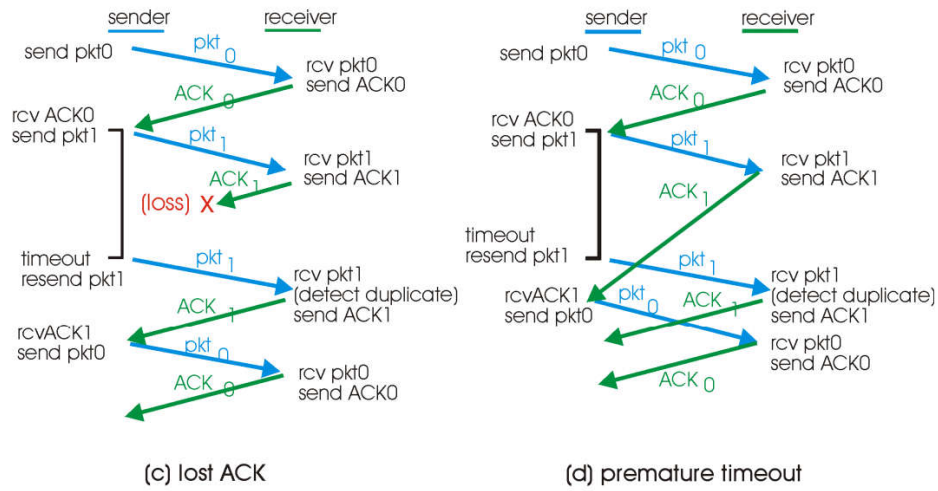 sender
receiver
send pkt0
pkt 0
rcv pkt0
send ACK0
ACK 0
rcv ACK0
send pkt1
pkt 1
rcv pkt1
send ACK1
ACK 1
(loss) X
timeout
resend pkt1
pkt 1
rcv pkt1
(detect duplicate)
send ACK1
ACK 1
rcvACK1
send pkt0
pkt 0
rcv pkt0
send ACK0
ACK 0
(c) lost ACK
sender
receiver
send pkt0
pkt 0
rcv pkt0
send ACK0
ACK 0
rcv ACK0
send pkt1
pkt 1
rcv pkt1
send ACK1
ACK 1
timeout
resend pkt1
pkt 1
rcv pkt1
(detect duplicate)
send ACK1
rcvACK1
send pkt0
pkt 0
ACK 1
rcv pkt0
send ACK0
ACK 0
(d) premature timeout